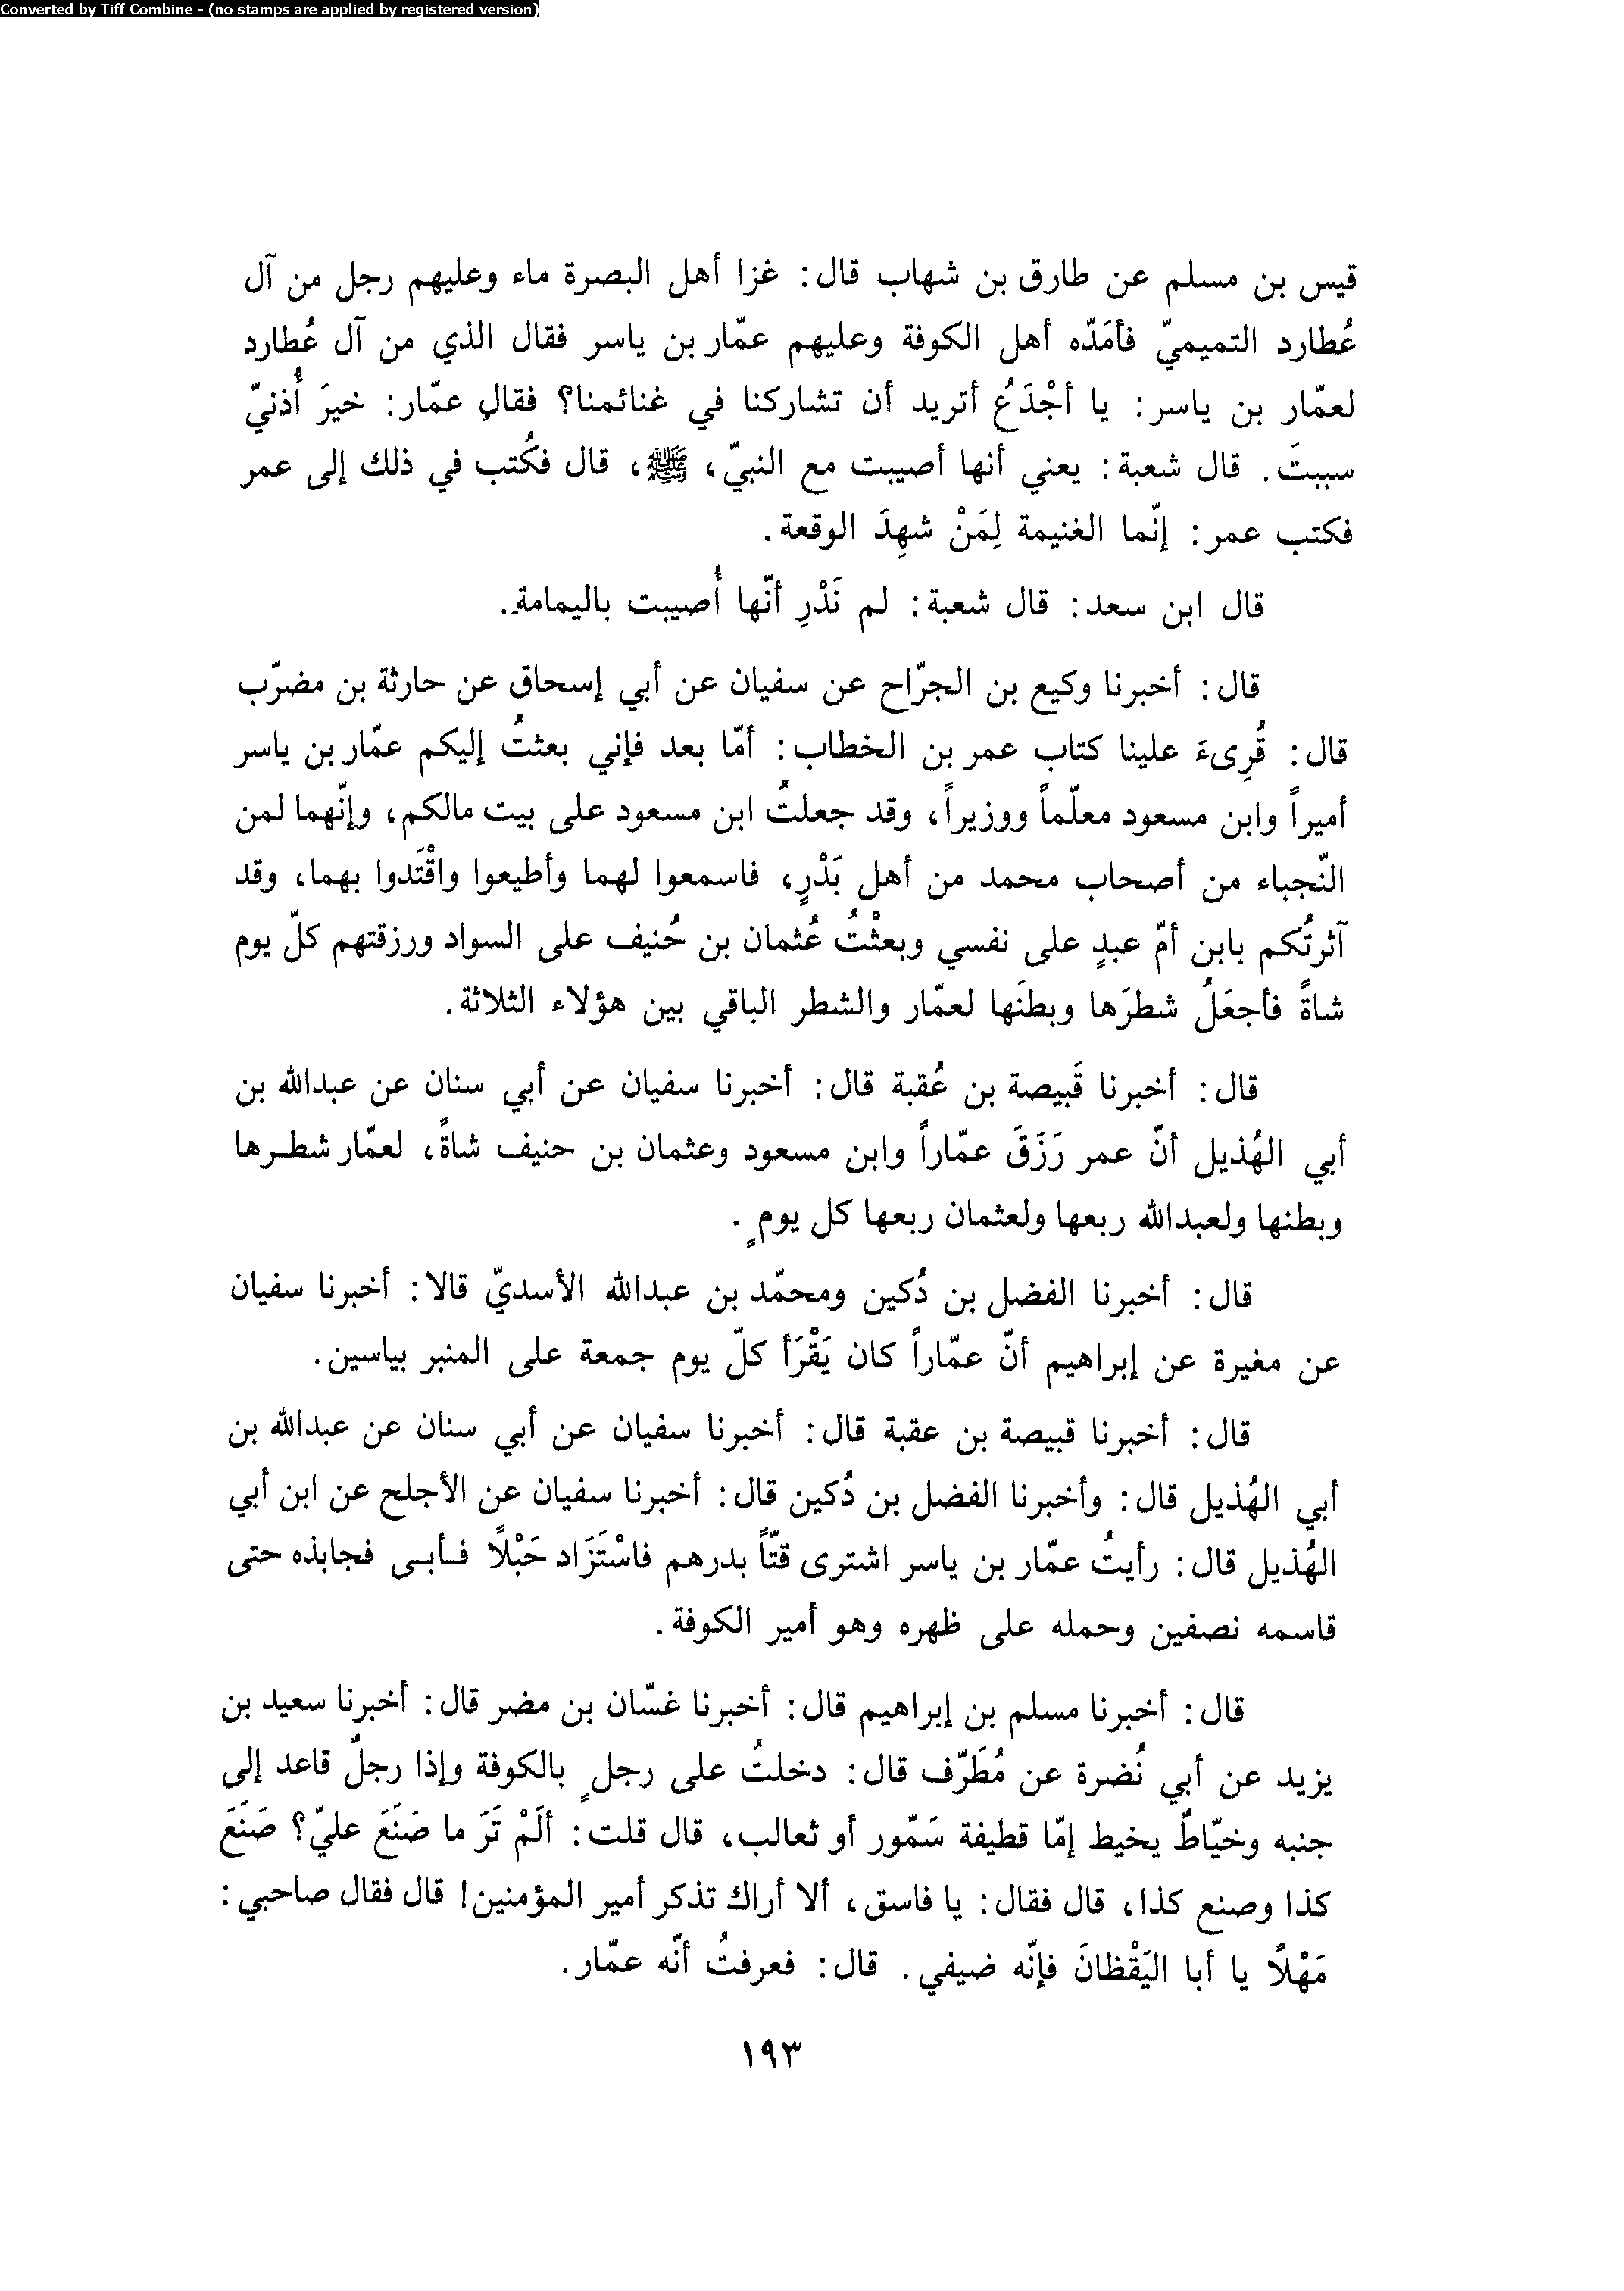 Converted by Tiff Combine - (no stamps are applied by registered version)
قيس بن مسلم عن طارق بن شهاب قال: غزا أهل البصرة ماء وعليهم رجل من آل
عُطارد التميميّ فأمَدّه أهل الكوفة وعليهم عمّار بن ياسر فقال الذي من آل عُطارد
لعمّار بن ياسر: يا أجْدَعُ أتريد أن تشاركنا في غنائمنا؟ فقال عمّار: خيرَ أُذنيّ
سببتَ. قال شعبة: يعني أنها أصيبت مع النبيّ، ﷺ، قال فكُتب في ذلك إلى عمر
فكتب عمر: إنّما الغنيمة لِمَنْ شهِدَ الوقعة.
قال ابن سعد: قال شعبة: لم نَدْرِ أنّها أُصيبت باليمامة.
قال: أخبرنا وكيع بن الجرّاح عن سفيان عن أبي إسحاق عن حارثة بن مضرّب
قال: قُرِىءَ علينا كتاب عمر بن الخطاب: أمّا بعد فإني بعثتُ إليكم عمّار بن ياسر
أميراً وابن مسعود معلّماً ووزيراً، وقد جعلتُ ابن مسعود على بيت مالكم، وإنّهما لمن
النّجباء من أصحاب محمد من أهل بَدْرٍ، فاسمعوا لهما وأطيعوا واقْتَدوا بهما، وقد
آثرتُكم بابن أمّ عبدٍ على نفسي وبعثْتُ عُثمان بن حُنيف على السواد ورزقتهم كلّ يوم
شاةً فأجعَلُ شطرَها وبطنَها لعمّار والشطر الباقي بين هؤلاء الثلاثة.
قال: أخبرنا قَبيصة بن عُقبة قال: أخبرنا سفيان عن أبي سنان عن عبدالله بن
أبي الهُذيل أنّ عمر رَزَقَ عمّاراً وابن مسعود وعثمان بن حنيف شاةً، لعمّار شطرها
وبطنها ولعبدالله ربعها ولعثمان ربعها كل يومٍ.
قال: أخبرنا الفضل بن دُكين ومحمّد بن عبدالله الأسديّ قالا: أخبرنا سفيان
عن مغيرة عن إبراهيم أنّ عمّاراً كان يَقْرَأ كلّ يوم جمعة على المنبر بياسين.
قال: أخبرنا قبيصة بن عقبة قال: أخبرنا سفيان عن أبي سنان عن عبدالله بن
أبي الهُذيل قال: وأخبرنا الفضل بن دُكين قال: أخبرنا سفيان عن الأجلح عن ابن أبي
الهُذيل قال: رأيتُ عمّار بن ياسر اشترى قتّاً بدرهم فاسْتَزَاد حَبْلًا فأبى فجابذه حتى
قاسمه نصفين وحمله على ظهره وهو أمير الكوفة.
قال: أخبرنا مسلم بن إبراهيم قال: أخبرنا غسّان بن مضر قال: أخبرنا سعيد بن
يزيد عن أبي نُضرة عن مُطَرّف قال: دخلتُ على رجلٍ بالكوفة وإذا رجلٌ قاعد إلى
جنبه وخيّاطٌ يخيط إمّا قطيفة سَمّور أو ثعالب، قال قلت: ألَمْ تَرَ ما صَنَعَ عليّ؟ صَنَعَ
كذا وصنع كذا، قال فقال: يا فاسق، ألا أراك تذكر أمير المؤمنين! قال فقال صاحبي:
مَهْلًا يا أبا اليَقْظانَ فإنّه ضيفي. قال: فعرفتُ أنّه عمّار.
١٩٣